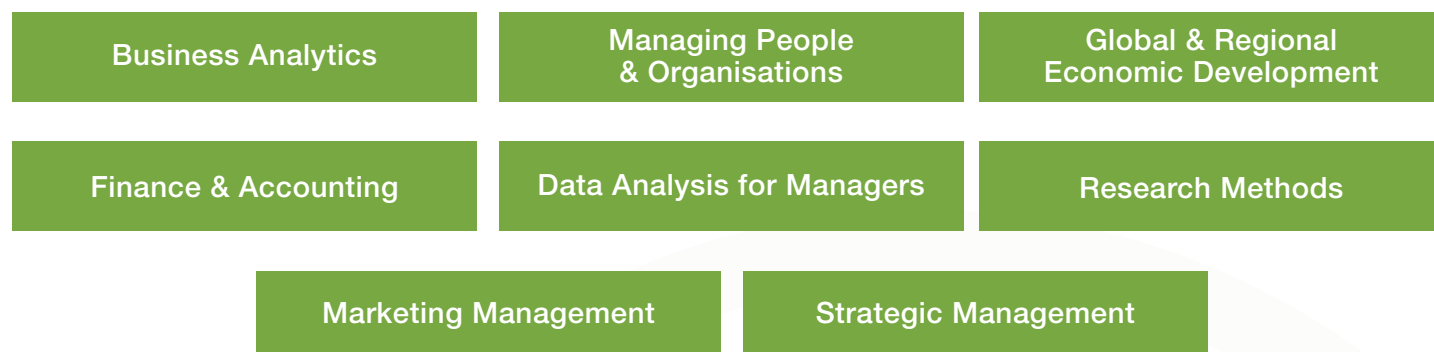 Business Analytics
Managing People
& Organisations
Global & Regional
Economic Development
Finance & Accounting
Data Analysis for Managers
Research Methods
Marketing Management
Strategic Management